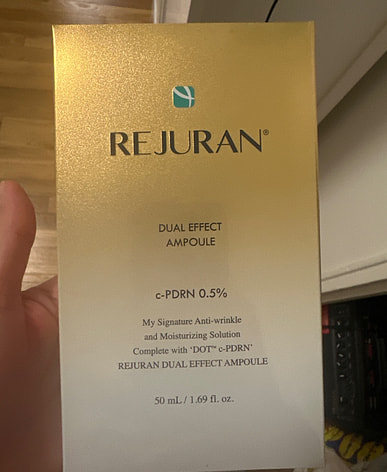 REJURAN®
DUAL EFFECT
AMPOULE
c-PDRN 0.5%
My Signature Anti-wrinkle
and Moisturizing Solution
Complete with 'DOT™ c-PDRN'
REJURAN DUAL EFFECT AMPOULE
50 mL / 1.69 fl. oz.